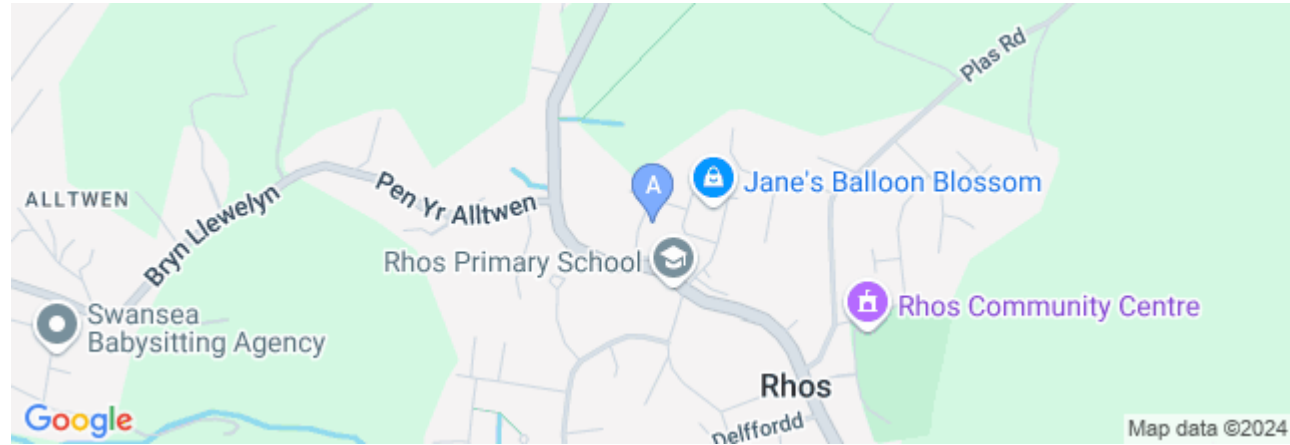 Plas Rd
A
Jane's Balloon Blossom
ALLTWEN
Pen Yr Alltwen
Bryn Llewelyn
Rhos Primary School
Rhos Community Centre
Swansea
Babysitting Agency
Rhos
Delffordd
Google
Map data ©2024